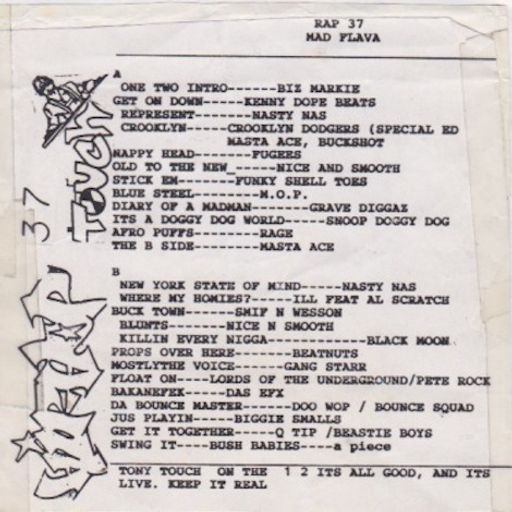 RAP 37
MAD FLAVA
A
ONE TWO INTRO-------BIZ MARKIE
GET ON DOWN------KENNY DOPE BEATS
REPRESENT-------NASTY NAS
CROOKLYN-----CROOKLYN DODGERS (SPECIAL ED
MASTA ACE, BUCKSHOT
NAPPY HEAD--------FUGEES
OLD TO THE NEW_------NICE AND SMOOTH
STICK EM--------FUNKY SHELL TOES
BLUE STEEL---------M.O.P.
DIARY OF A MADMAN--------GRAVE DIGGAZ
ITS A DOGGY DOG WORLD------SNOOP DOGGY DOG
AFRO PUFFS---------RAGE
THE B SIDE---------MASTA ACE
B
NEW YORK STATE OF MIND-----NASTY NAS
WHERE MY HOMIES?-----ILL FEAT AL SCRATCH
BUCK TOWN-------SMIF N WESSON
BLUNTS-------NICE N SMOOTH
KILLIN EVERY NIGGA------------BLACK MOON
PROPS OVER HERE--------BEATNUTS
MOSTLYTHE VOICE------GANG STARR
FLOAT ON----LORDS OF THE UNDERGROUND/PETE ROCK
BAKANEFEK-----DAS EFX
DA BOUNCE MASTER-------DOO WOP / BOUNCE SQUAD
JUS PLAYIN-----BIGGIE SMALLS
GET IT TOGETHER-----Q TIP /BEASTIE BOYS
SWING IT----BUSH BABIES----a piece
TONY TOUCH ON THE 1 2 ITS ALL GOOD, AND ITS
LIVE. KEEP IT REAL
TOUCH
37
RAP